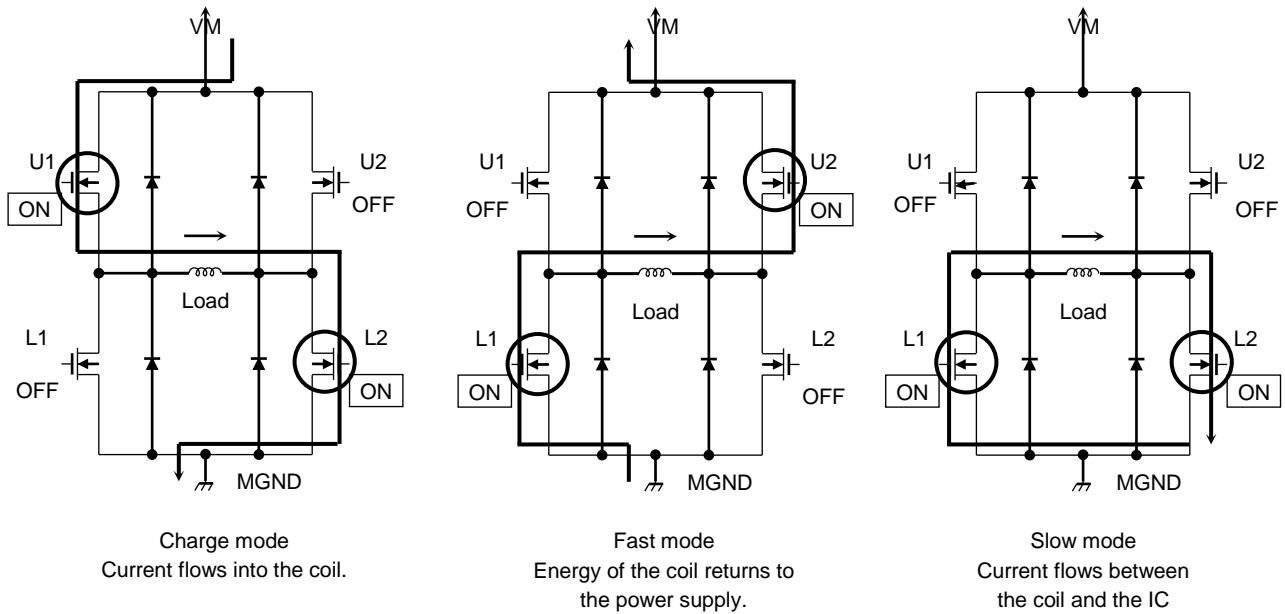 VM
U1
ON
U2
OFF
Load
L1
OFF
L2
ON
MGND
Charge mode
Current flows into the coil.
VM
U1
OFF
U2
ON
Load
L1
ON
L2
OFF
MGND
Fast mode
Energy of the coil returns to
the power supply.
VM
U1
OFF
U2
OFF
Load
L1
ON
L2
ON
MGND
Slow mode
Current flows between
the coil and the IC